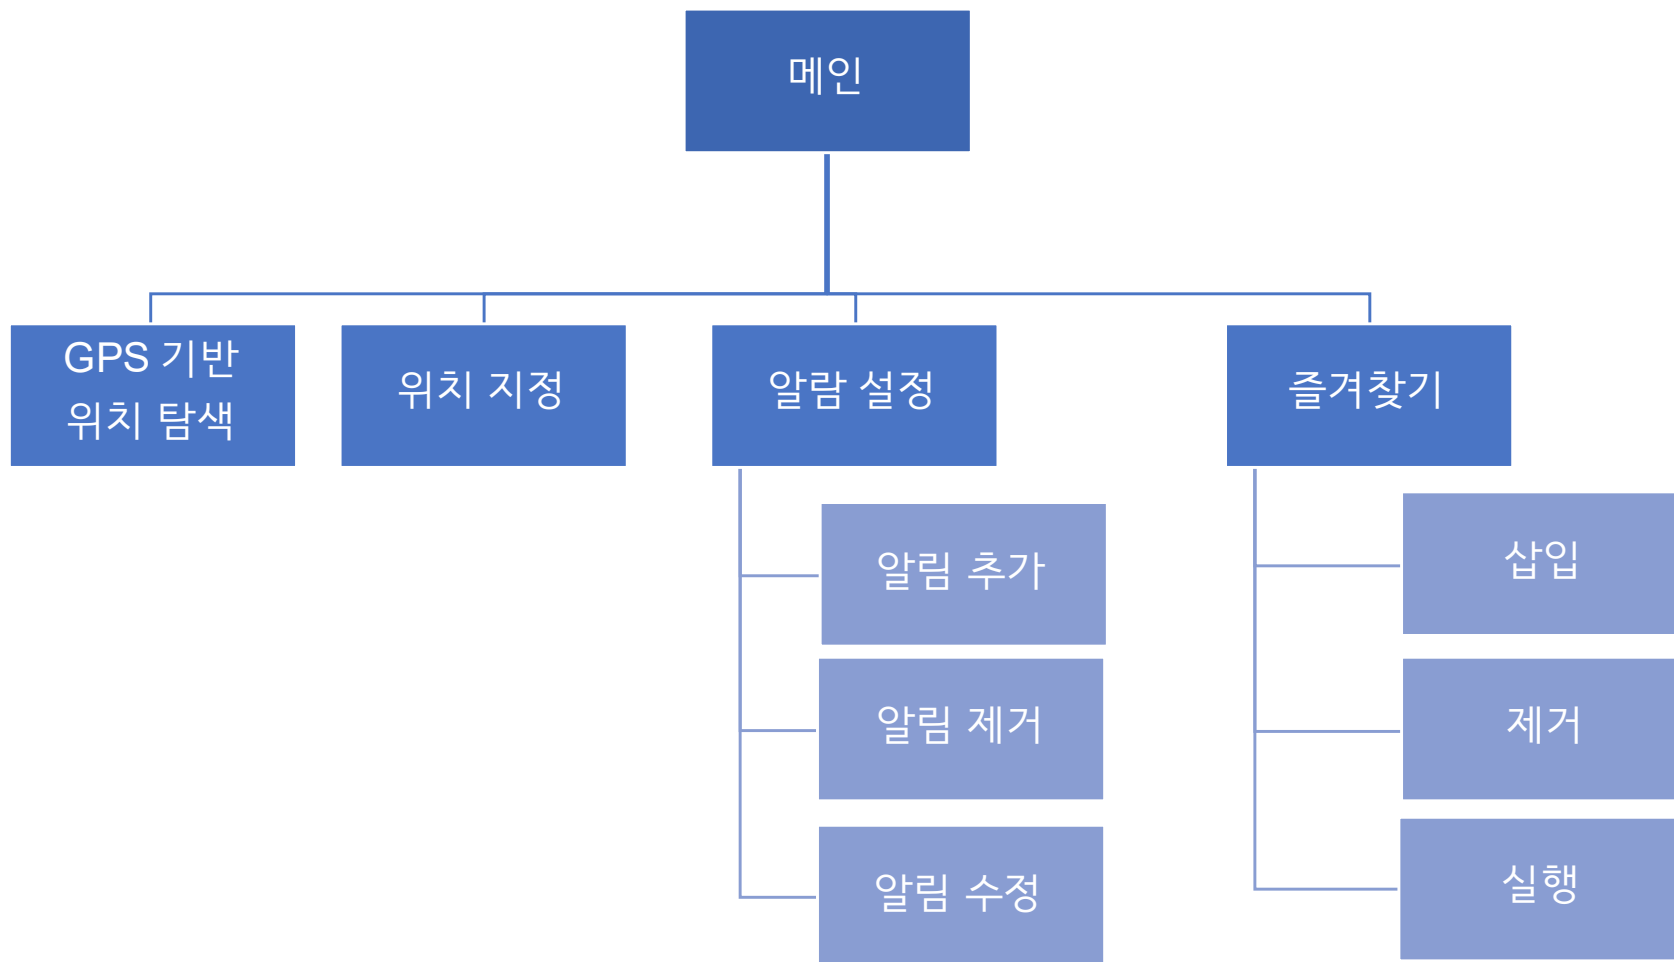 메인
GPS 기반
위치 탐색
위치 지정
알람 설정
즐겨찾기
알림 추가
알림 제거
알림 수정
삽입
제거
실행